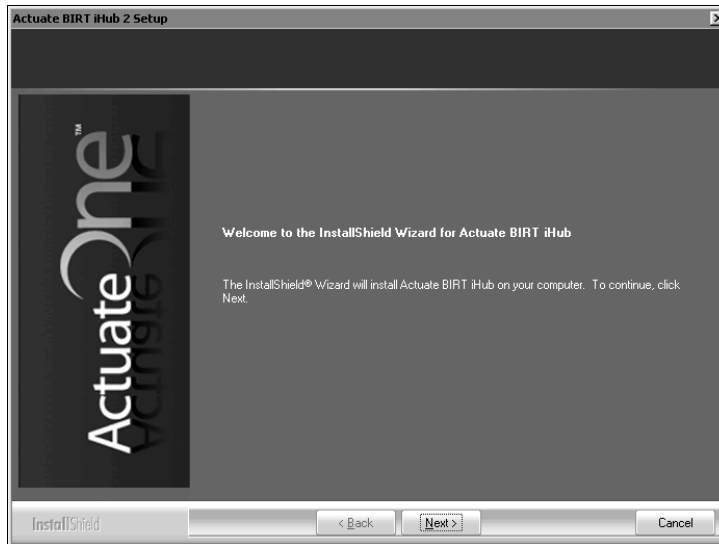 Actuate BIRT iHub 2 Setup
ActuateOne™
Welcome to the InstallShield Wizard for Actuate BIRT iHub
The InstallShield® Wizard will install Actuate BIRT iHub on your computer. To continue, click
Next.
InstallShield
< Back
Next >
Cancel